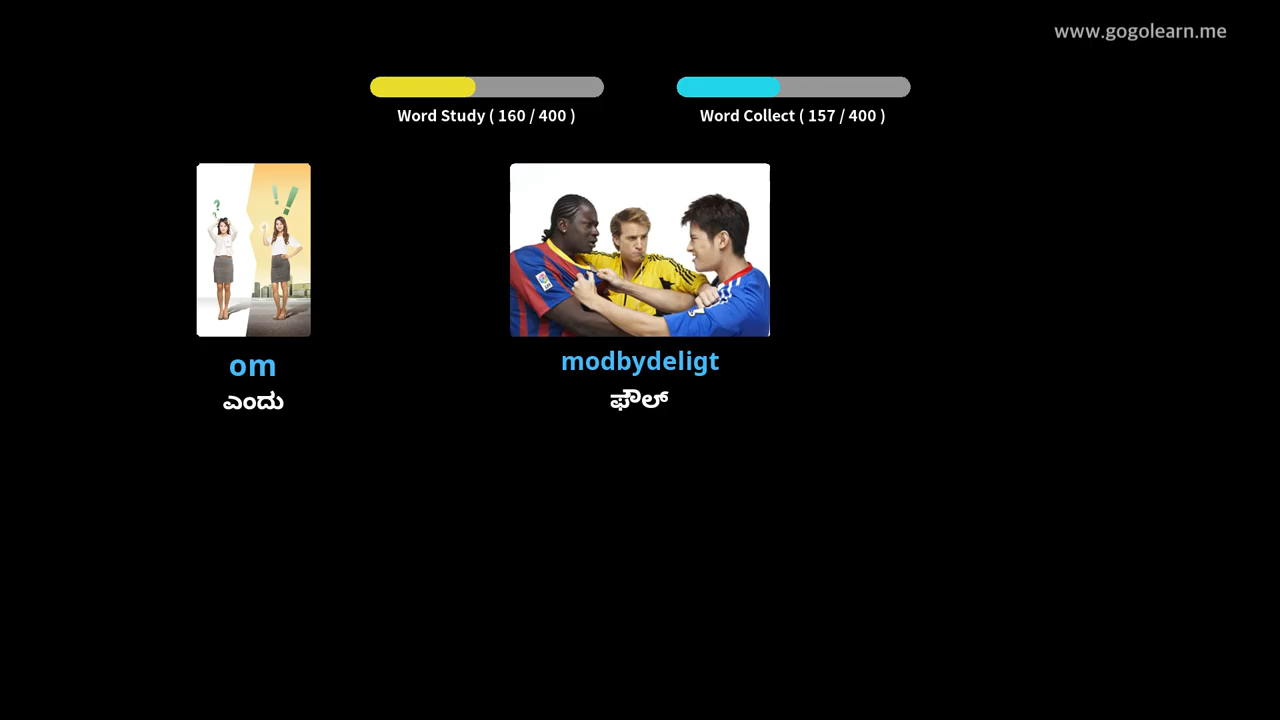 www.gogolearn.me
Word Study ( 160 / 400 )
Word Collect ( 157 / 400 )
om
ಎಂದು
modbydeligt
ಫೌಲ್